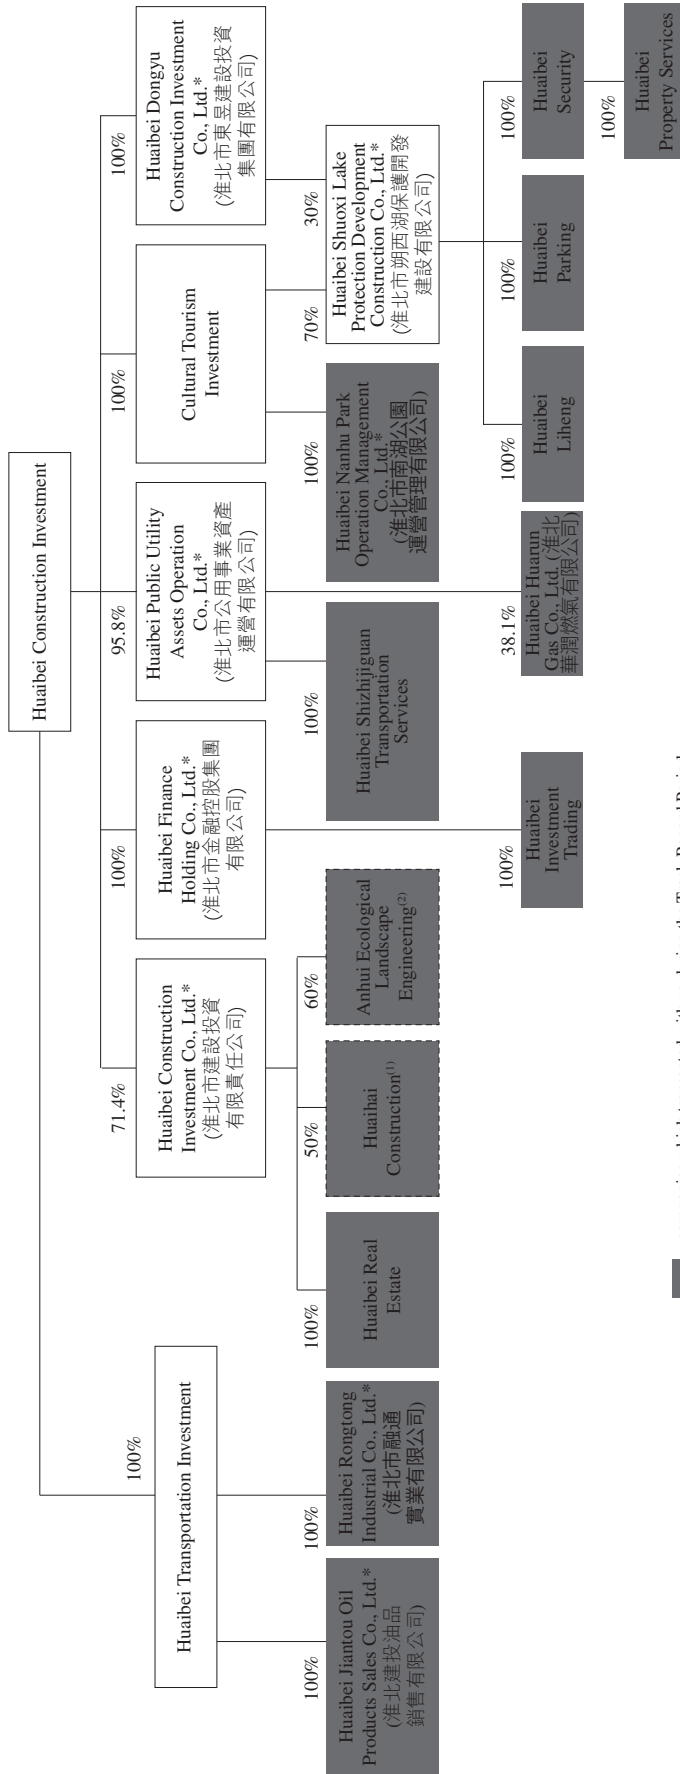 Huaibei Construction Investment
100%
71.4%
100%
95.8%
100%
100%
Huaibei Transportation Investment
Huaibei Construction
Investment Co., Ltd.*
(淮北市建設投資
有限責任公司)
Huaibei Finance
Holding Co., Ltd.*
(淮北市金融控股集團
有限公司)
Huaibei Public Utility
Assets Operation
Co., Ltd.*
(淮北市公用事業資產
運營有限公司)
Cultural Tourism
Investment
Huaibei Dongyu
Construction Investment
Co., Ltd.*
(淮北市東昱建設投資
集團有限公司)
100%
100%
100%
50%
60%
100%
100%
70%
30%
Huaibei Jiantou Oil
Products Sales Co., Ltd.*
(淮北建投油品
銷售有限公司)
Huaibei Rongtong
Industrial Co., Ltd.*
(淮北市融通
實業有限公司)
Huaibei Real
Estate
Huaihai
Construction(1)
Anhui Ecological
Landscape
Engineering(2)
Huaibei Shizhijiguan
Transportation
Services
Huaibei Nanhu Park
Operation Management
Co., Ltd.*
(淮北市南湖公園
運營管理有限公司)
Huaibei Shuoxi Lake
Protection Development
Construction Co., Ltd.*
(淮北市朔西湖保護開發
建設有限公司)
100%
38.1%
100%
100%
100%
Huaibei
Investment
Trading
Huaibei Huarun
Gas Co., Ltd. (淮北
華潤燃氣有限公司)
Huaibei
Liheng
Huaibei
Parking
Huaibei
Security
100%
Huaibei
Property Services